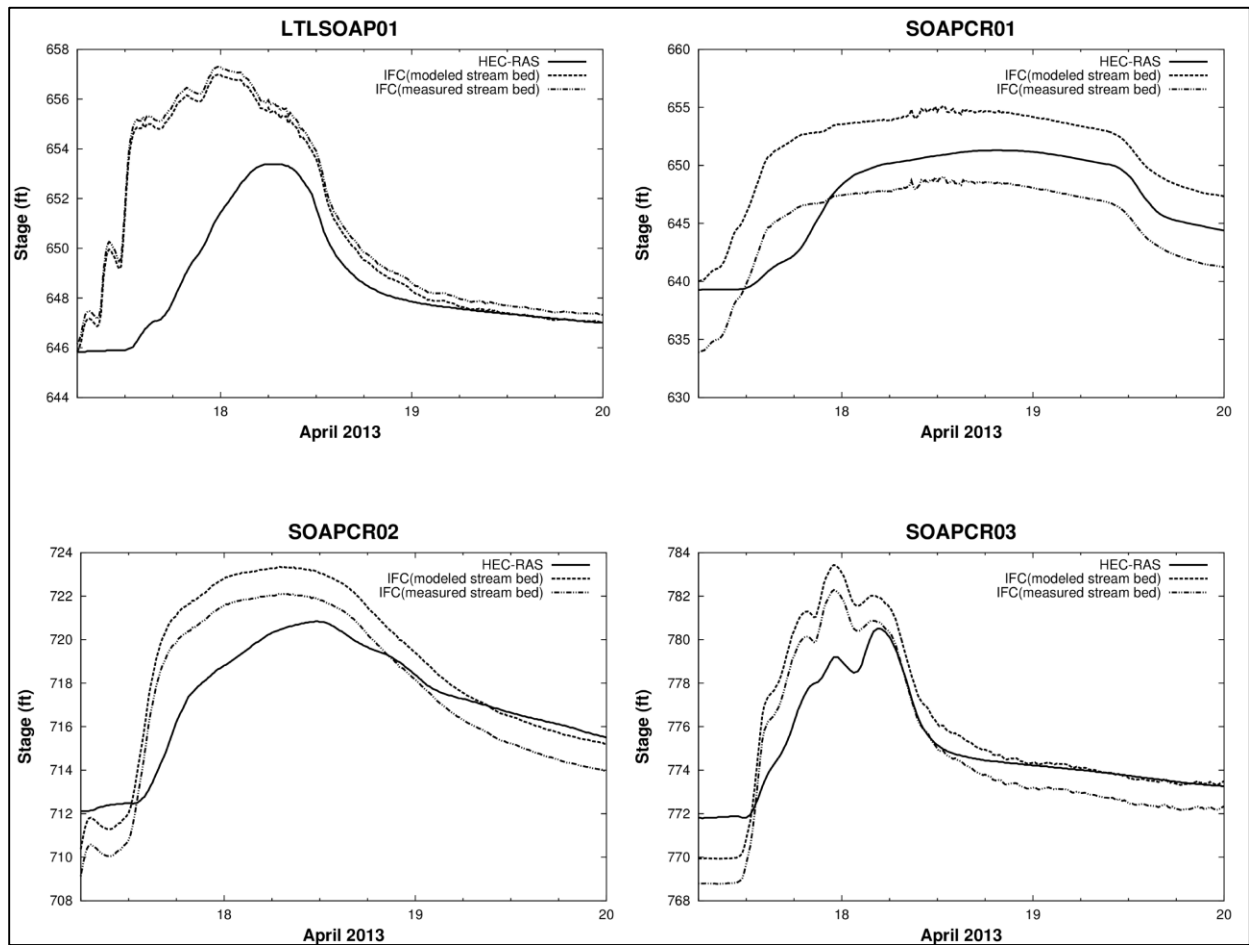 LTLSOAP01
HEC-RAS
IFC(modeled stream bed)
IFC(measured stream bed)
658
656
654
652
650
648
646
644
Stage (ft)
18
19
20
April 2013
SOAPCR01
HEC-RAS
IFC(modeled stream bed)
IFC(measured stream bed)
660
655
650
645
640
635
630
Stage (ft)
18
19
20
April 2013
SOAPCR02
HEC-RAS
IFC(modeled stream bed)
IFC(measured stream bed)
724
722
720
718
716
714
712
710
708
Stage (ft)
18
19
20
April 2013
SOAPCR03
HEC-RAS
IFC(modeled stream bed)
IFC(measured stream bed)
784
782
780
778
776
774
772
770
768
Stage (ft)
18
19
20
April 2013